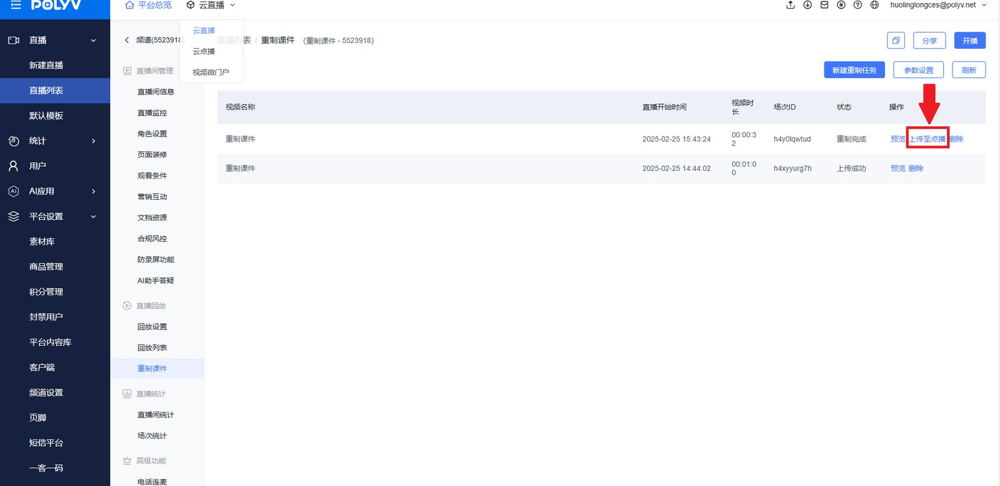 POLYV
平台总览
云直播
huolinglongces@polyv.net
云直播
云点播
视频微门户
频道(5523918)
直播列表 / 重制课件 (重制课件 - 5523918)
分享
开播
新建重制任务
参数设置
刷新
直播
新建直播
直播列表
默认模板
统计
用户
AI应用
平台设置
素材库
商品管理
积分管理
封禁用户
平台内容库
客户端
频道设置
页脚
短信平台
一客一码
直播间管理
直播间信息
直播监控
角色设置
页面装修
观看条件
营销互动
文档资源
合规风控
防录屏功能
AI助手答疑
直播回放
回放设置
回放列表
重制课件
直播统计
直播间统计
场次统计
高级功能
电话连麦
视频名称 直播开始时间 视频时长 场次ID 状态 操作
重制课件 2025-02-25 15:43:24 00:00:32 h4y0lqwtud 重制完成 预览 上传至点播 删除
重制课件 2025-02-25 14:44:02 00:01:00 h4xyyurg7h 上传成功 预览 删除